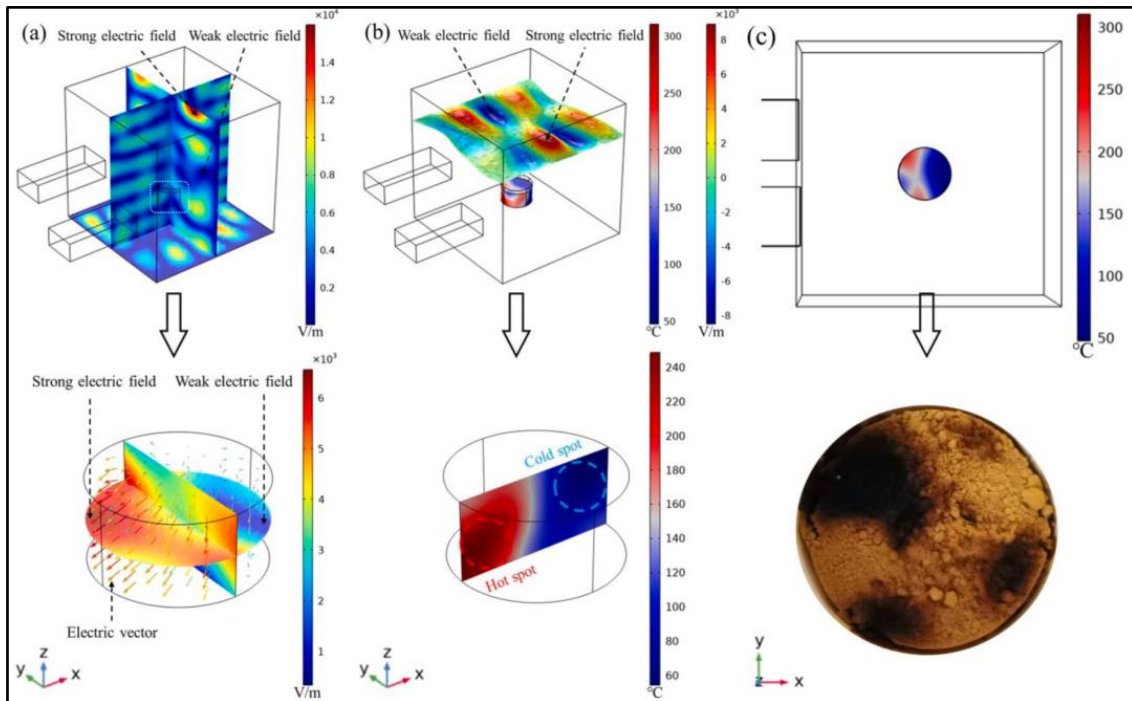 (a)
Strong electric field Weak electric field
×10⁴
1.4
1.2
1
0.8
0.6
0.4
0.2
V/m
(b)
Weak electric field Strong electric field
300
250
200
150
100
50
℃
×10³
8
6
4
2
0
-2
-4
-6
-8
V/m
(c)
300
250
200
150
100
50
℃
Strong electric field Weak electric field
×10³
6
5
4
3
2
1
V/m
Electric vector
z
y
x
Cold spot
Hot spot
240
220
200
180
160
140
120
100
80
60
℃
z
y
x
y
z
x